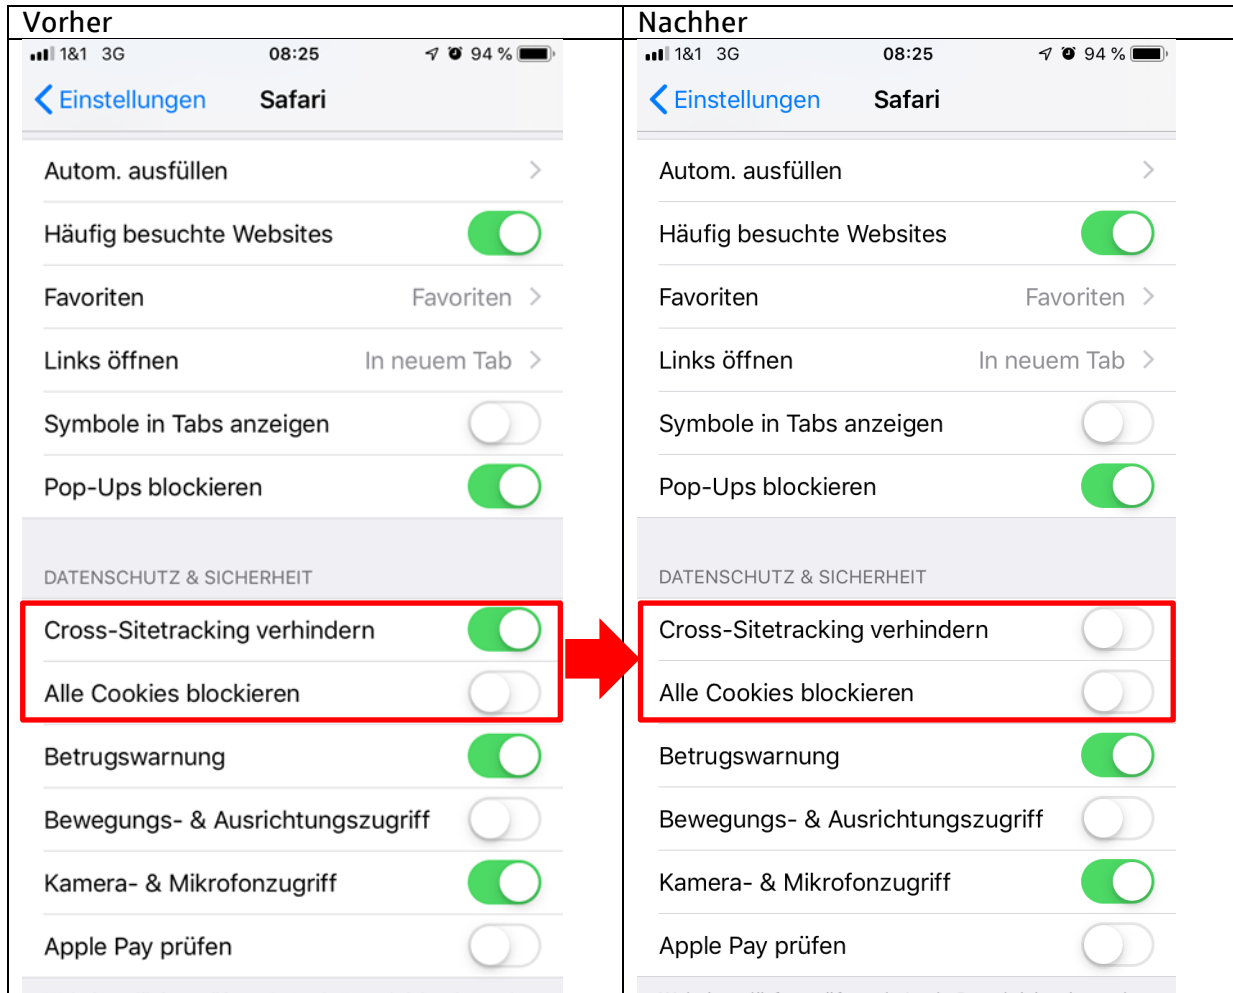 Vorher
1&1 3G 08:25 94 %
Einstellungen Safari
Autom. ausfüllen
Häufig besuchte Websites
Favoriten Favoriten
Links öffnen In neuem Tab
Symbole in Tabs anzeigen
Pop-Ups blockieren
DATENSCHUTZ & SICHERHEIT
Cross-Sitetracking verhindern
Alle Cookies blockieren
Betrugswarnung
Bewegungs- & Ausrichtungszugriff
Kamera- & Mikrofonzugriff
Apple Pay prüfen
Nachher
1&1 3G 08:25 94 %
Einstellungen Safari
Autom. ausfüllen
Häufig besuchte Websites
Favoriten Favoriten
Links öffnen In neuem Tab
Symbole in Tabs anzeigen
Pop-Ups blockieren
DATENSCHUTZ & SICHERHEIT
Cross-Sitetracking verhindern
Alle Cookies blockieren
Betrugswarnung
Bewegungs- & Ausrichtungszugriff
Kamera- & Mikrofonzugriff
Apple Pay prüfen